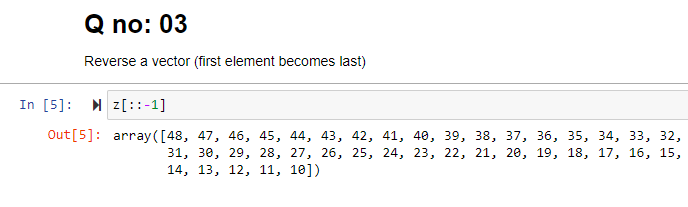 Q no: 03
Reverse a vector (first element becomes last)
In [5]: z[::-1]
Out[5]: array([48, 47, 46, 45, 44, 43, 42, 41, 40, 39, 38, 37, 36, 35, 34, 33, 32,
31, 30, 29, 28, 27, 26, 25, 24, 23, 22, 21, 20, 19, 18, 17, 16, 15,
14, 13, 12, 11, 10])